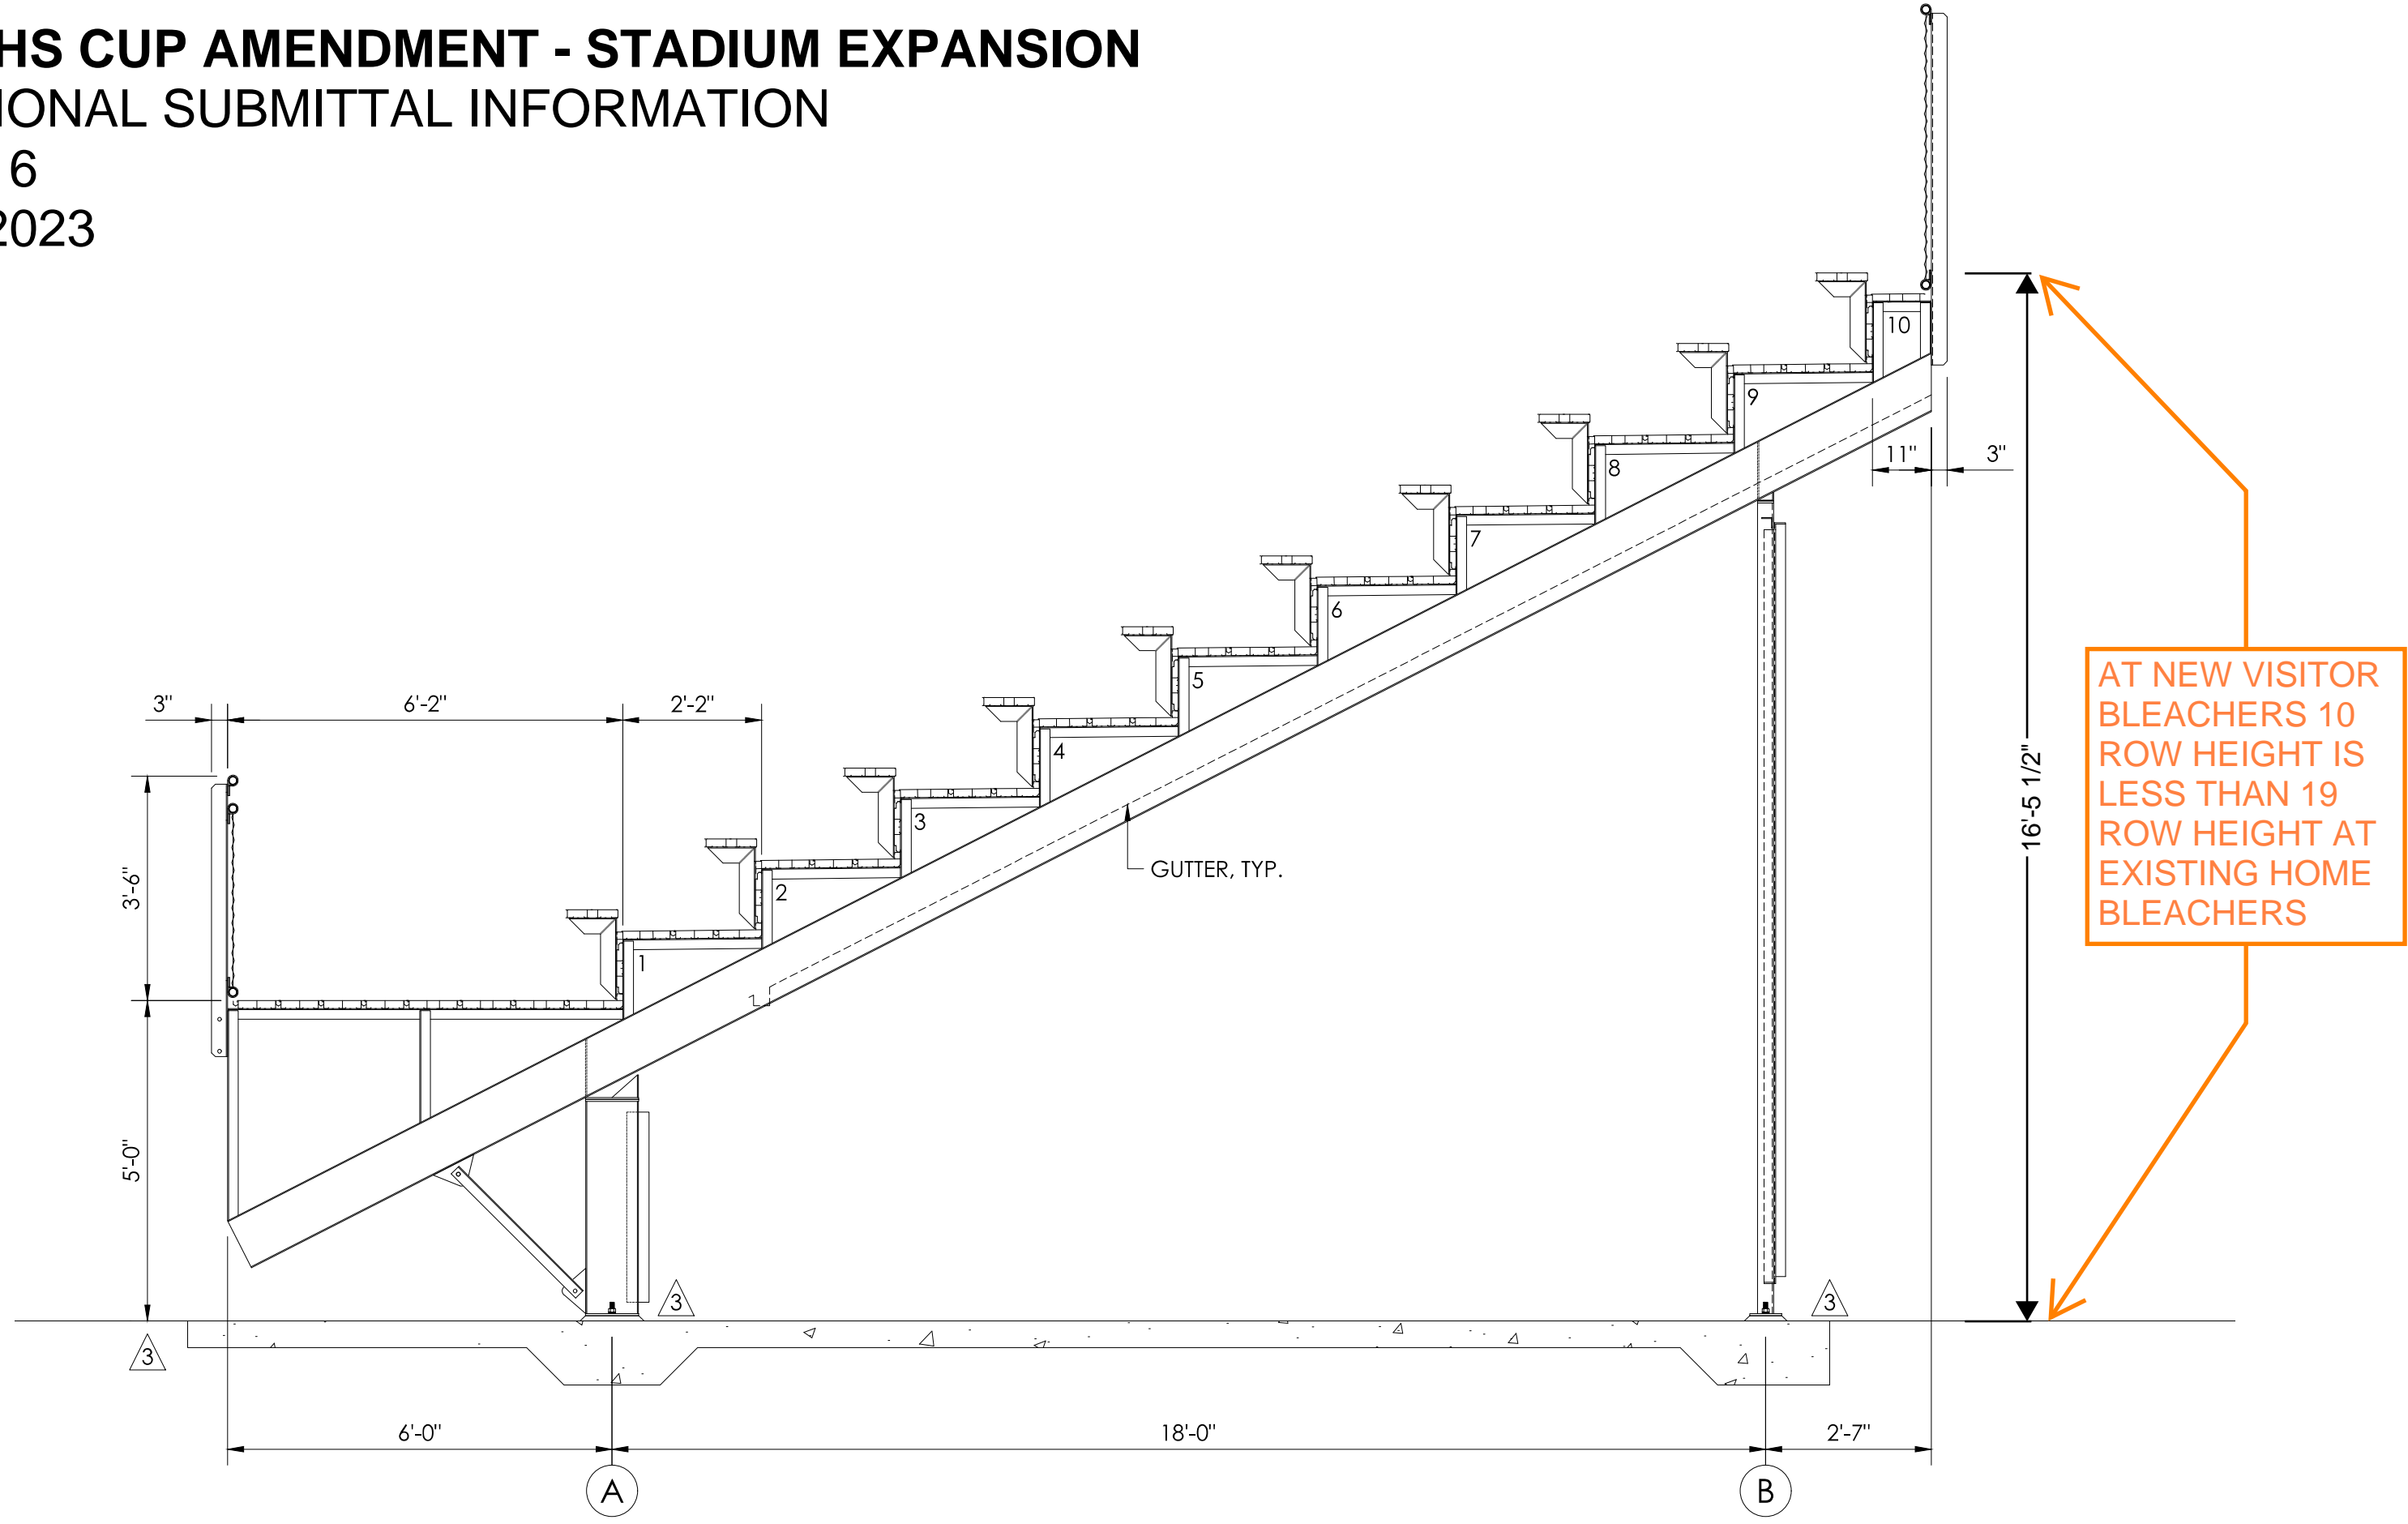 HS CUP AMENDMENT - STADIUM EXPANSION
IONAL SUBMITTAL INFORMATION
6
2023
10
9
11"
3"
8
7
6
5
4
3
2
1
3"
6'-2"
2'-2"
3'-6"
5'-0"
GUTTER, TYP.
16'-5 1/2"
AT NEW VISITOR
BLEACHERS 10
ROW HEIGHT IS
LESS THAN 19
ROW HEIGHT AT
EXISTING HOME
BLEACHERS
3
3
3
6'-0"
18'-0"
2'-7"
A
B